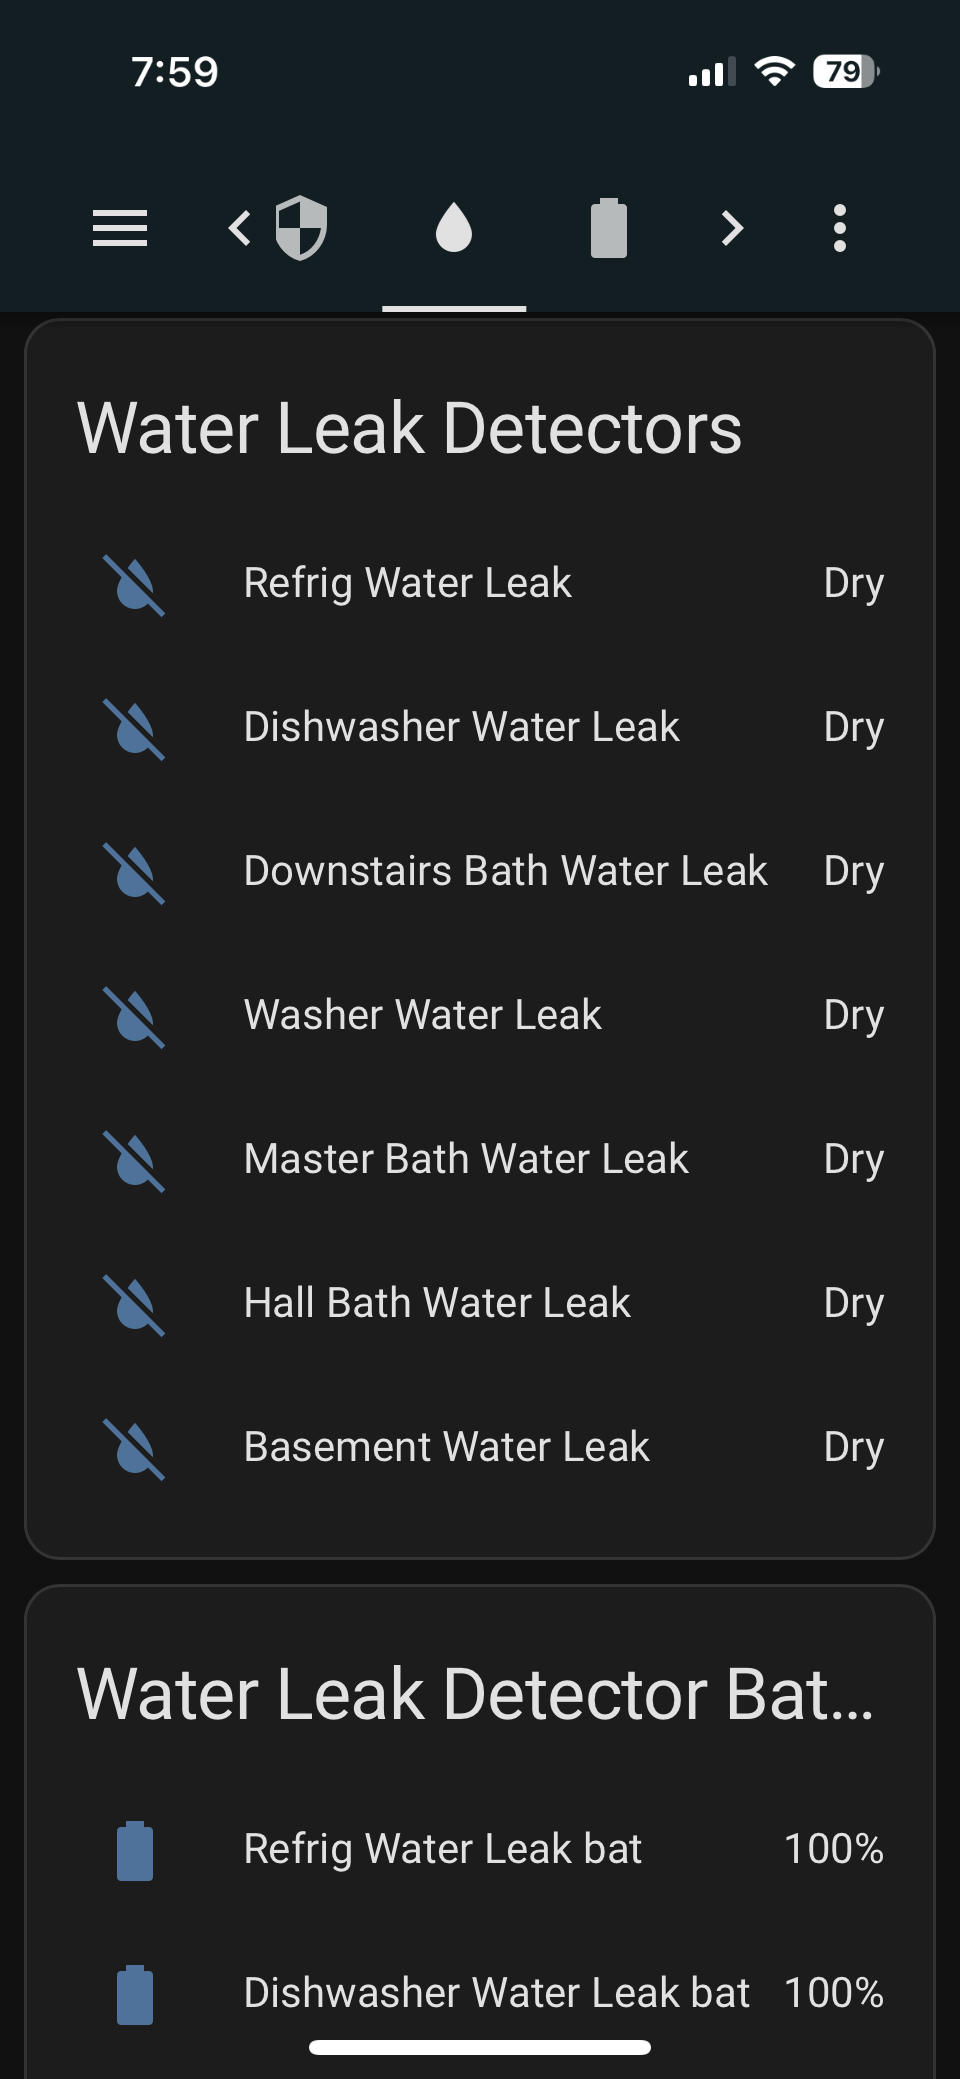 7:59
79
Water Leak Detectors
Refrig Water Leak Dry
Dishwasher Water Leak Dry
Downstairs Bath Water Leak Dry
Washer Water Leak Dry
Master Bath Water Leak Dry
Hall Bath Water Leak Dry
Basement Water Leak Dry
Water Leak Detector Bat...
Refrig Water Leak bat 100%
Dishwasher Water Leak bat 100%